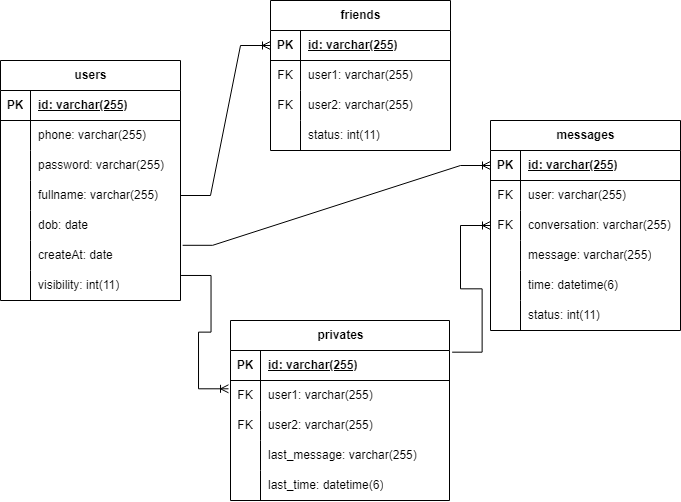 friends
PK id: varchar(255)
FK user1: varchar(255)
FK user2: varchar(255)
status: int(11)
users
PK id: varchar(255)
phone: varchar(255)
password: varchar(255)
fullname: varchar(255)
dob: date
createAt: date
visibility: int(11)
messages
PK id: varchar(255)
FK user: varchar(255)
FK conversation: varchar(255)
message: varchar(255)
time: datetime(6)
status: int(11)
privates
PK id: varchar(255)
FK user1: varchar(255)
FK user2: varchar(255)
last_message: varchar(255)
last_time: datetime(6)